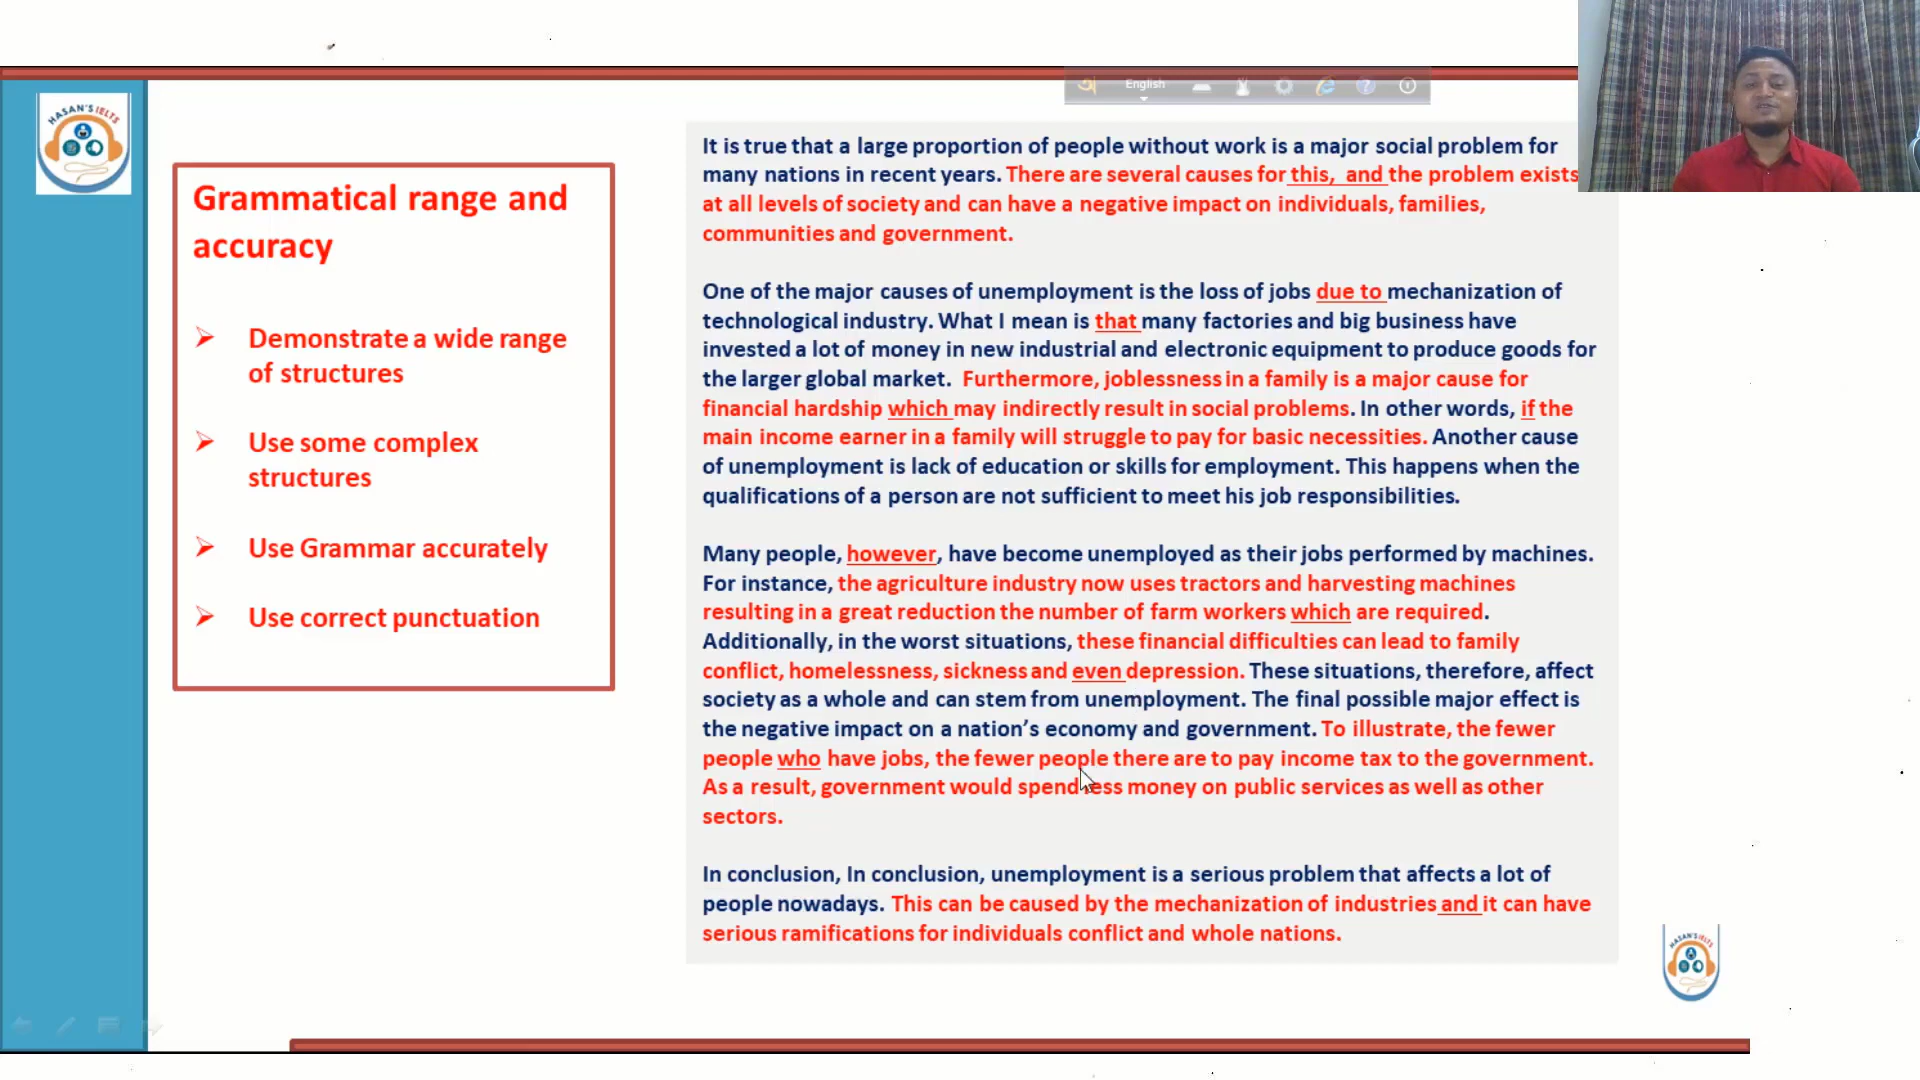 English
HASAN'S IELTS
Grammatical range and
accuracy
Demonstrate a wide range
of structures
Use some complex
structures
Use Grammar accurately
Use correct punctuation
It is true that a large proportion of people without work is a major social problem for
many nations in recent years. There are several causes for this, and the problem exists
at all levels of society and can have a negative impact on individuals, families,
communities and government.
One of the major causes of unemployment is the loss of jobs due to mechanization of
technological industry. What I mean is that many factories and big business have
invested a lot of money in new industrial and electronic equipment to produce goods for
the larger global market. Furthermore, joblessness in a family is a major cause for
financial hardship which may indirectly result in social problems. In other words, if the
main income earner in a family will struggle to pay for basic necessities. Another cause
of unemployment is lack of education or skills for employment. This happens when the
qualifications of a person are not sufficient to meet his job responsibilities.
Many people, however, have become unemployed as their jobs performed by machines.
For instance, the agriculture industry now uses tractors and harvesting machines
resulting in a great reduction the number of farm workers which are required.
Additionally, in the worst situations, these financial difficulties can lead to family
conflict, homelessness, sickness and even depression. These situations, therefore, affect
society as a whole and can stem from unemployment. The final possible major effect is
the negative impact on a nation's economy and government. To illustrate, the fewer
people who have jobs, the fewer people there are to pay income tax to the government.
As a result, government would spend less money on public services as well as other
sectors.
In conclusion, In conclusion, unemployment is a serious problem that affects a lot of
people nowadays. This can be caused by the mechanization of industries and it can have
serious ramifications for individuals conflict and whole nations.
HASAN'S IELTS